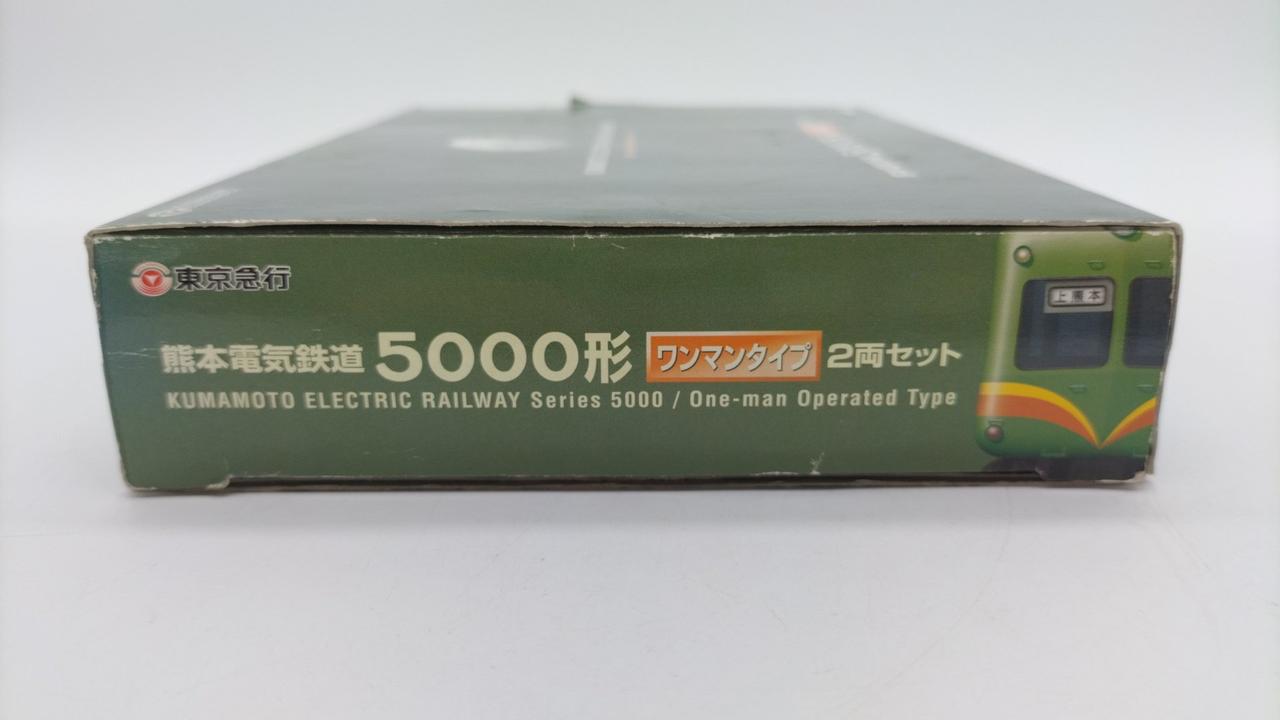 東京急行
熊本電気鉄道 5000形 ワンマンタイプ 2両セット
KUMAMOTO ELECTRIC RAILWAY Series 5000 / One-man Operated Type
上熊本